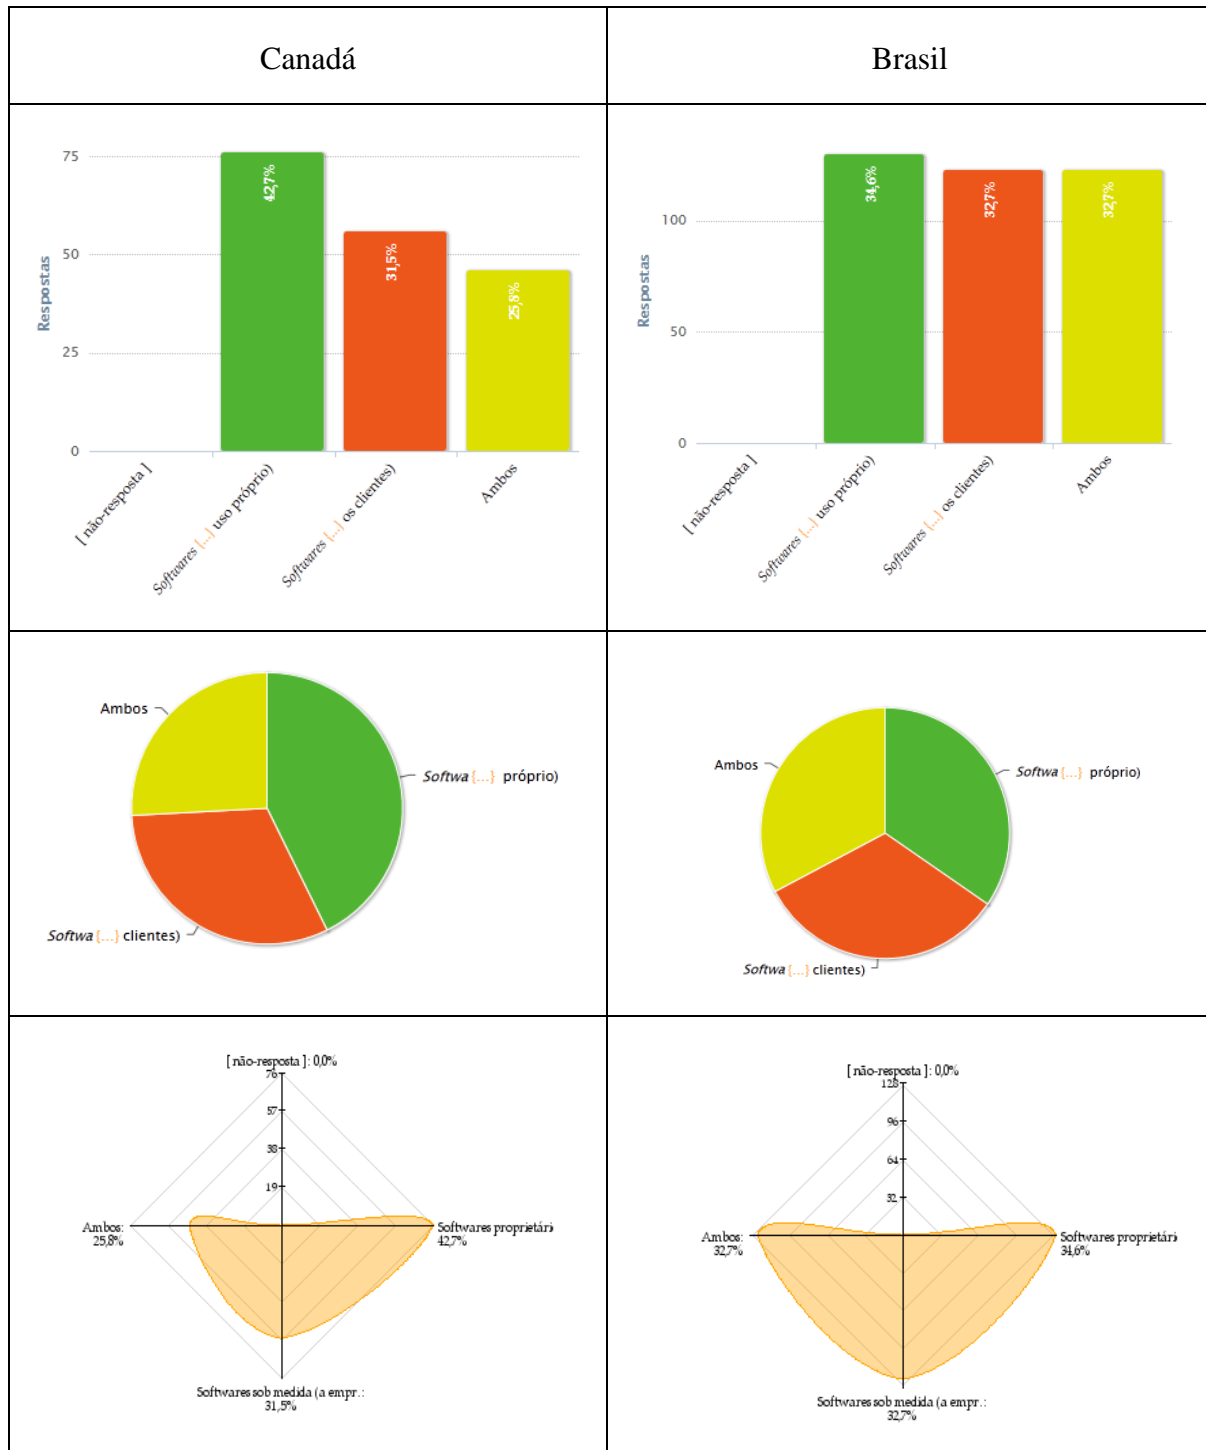 Canadá
Brasil
75
50
25
0
Respostas
42,7%
31,5%
25,8%
[ não-resposta ]
Softwares {...} uso próprio)
Softwares {...} os clientes)
Ambos
100
50
0
Respostas
34,6%
32,7%
32,7%
[ não-resposta ]
Softwares {...} uso próprio)
Softwares {...} os clientes)
Ambos
Ambos
Softwa {...} próprio)
Softwa {...} clientes)
Ambos
Softwa {...} próprio)
Softwa {...} clientes)
[ não-resposta ]: 0,0%
76
57
38
19
Ambos:
25,8%
Softwares proprietári
42,7%
Softwares sob medida (a empr.:
31,5%
[ não-resposta ]: 0,0%
128
96
64
32
Ambos:
32,7%
Softwares proprietári
34,6%
Softwares sob medida (a empr.:
32,7%